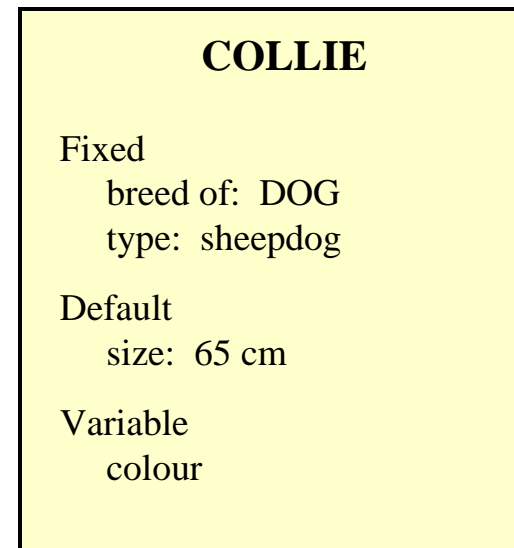 COLLIE
Fixed
breed of: DOG
type: sheepdog
Default
size: 65 cm
Variable
colour